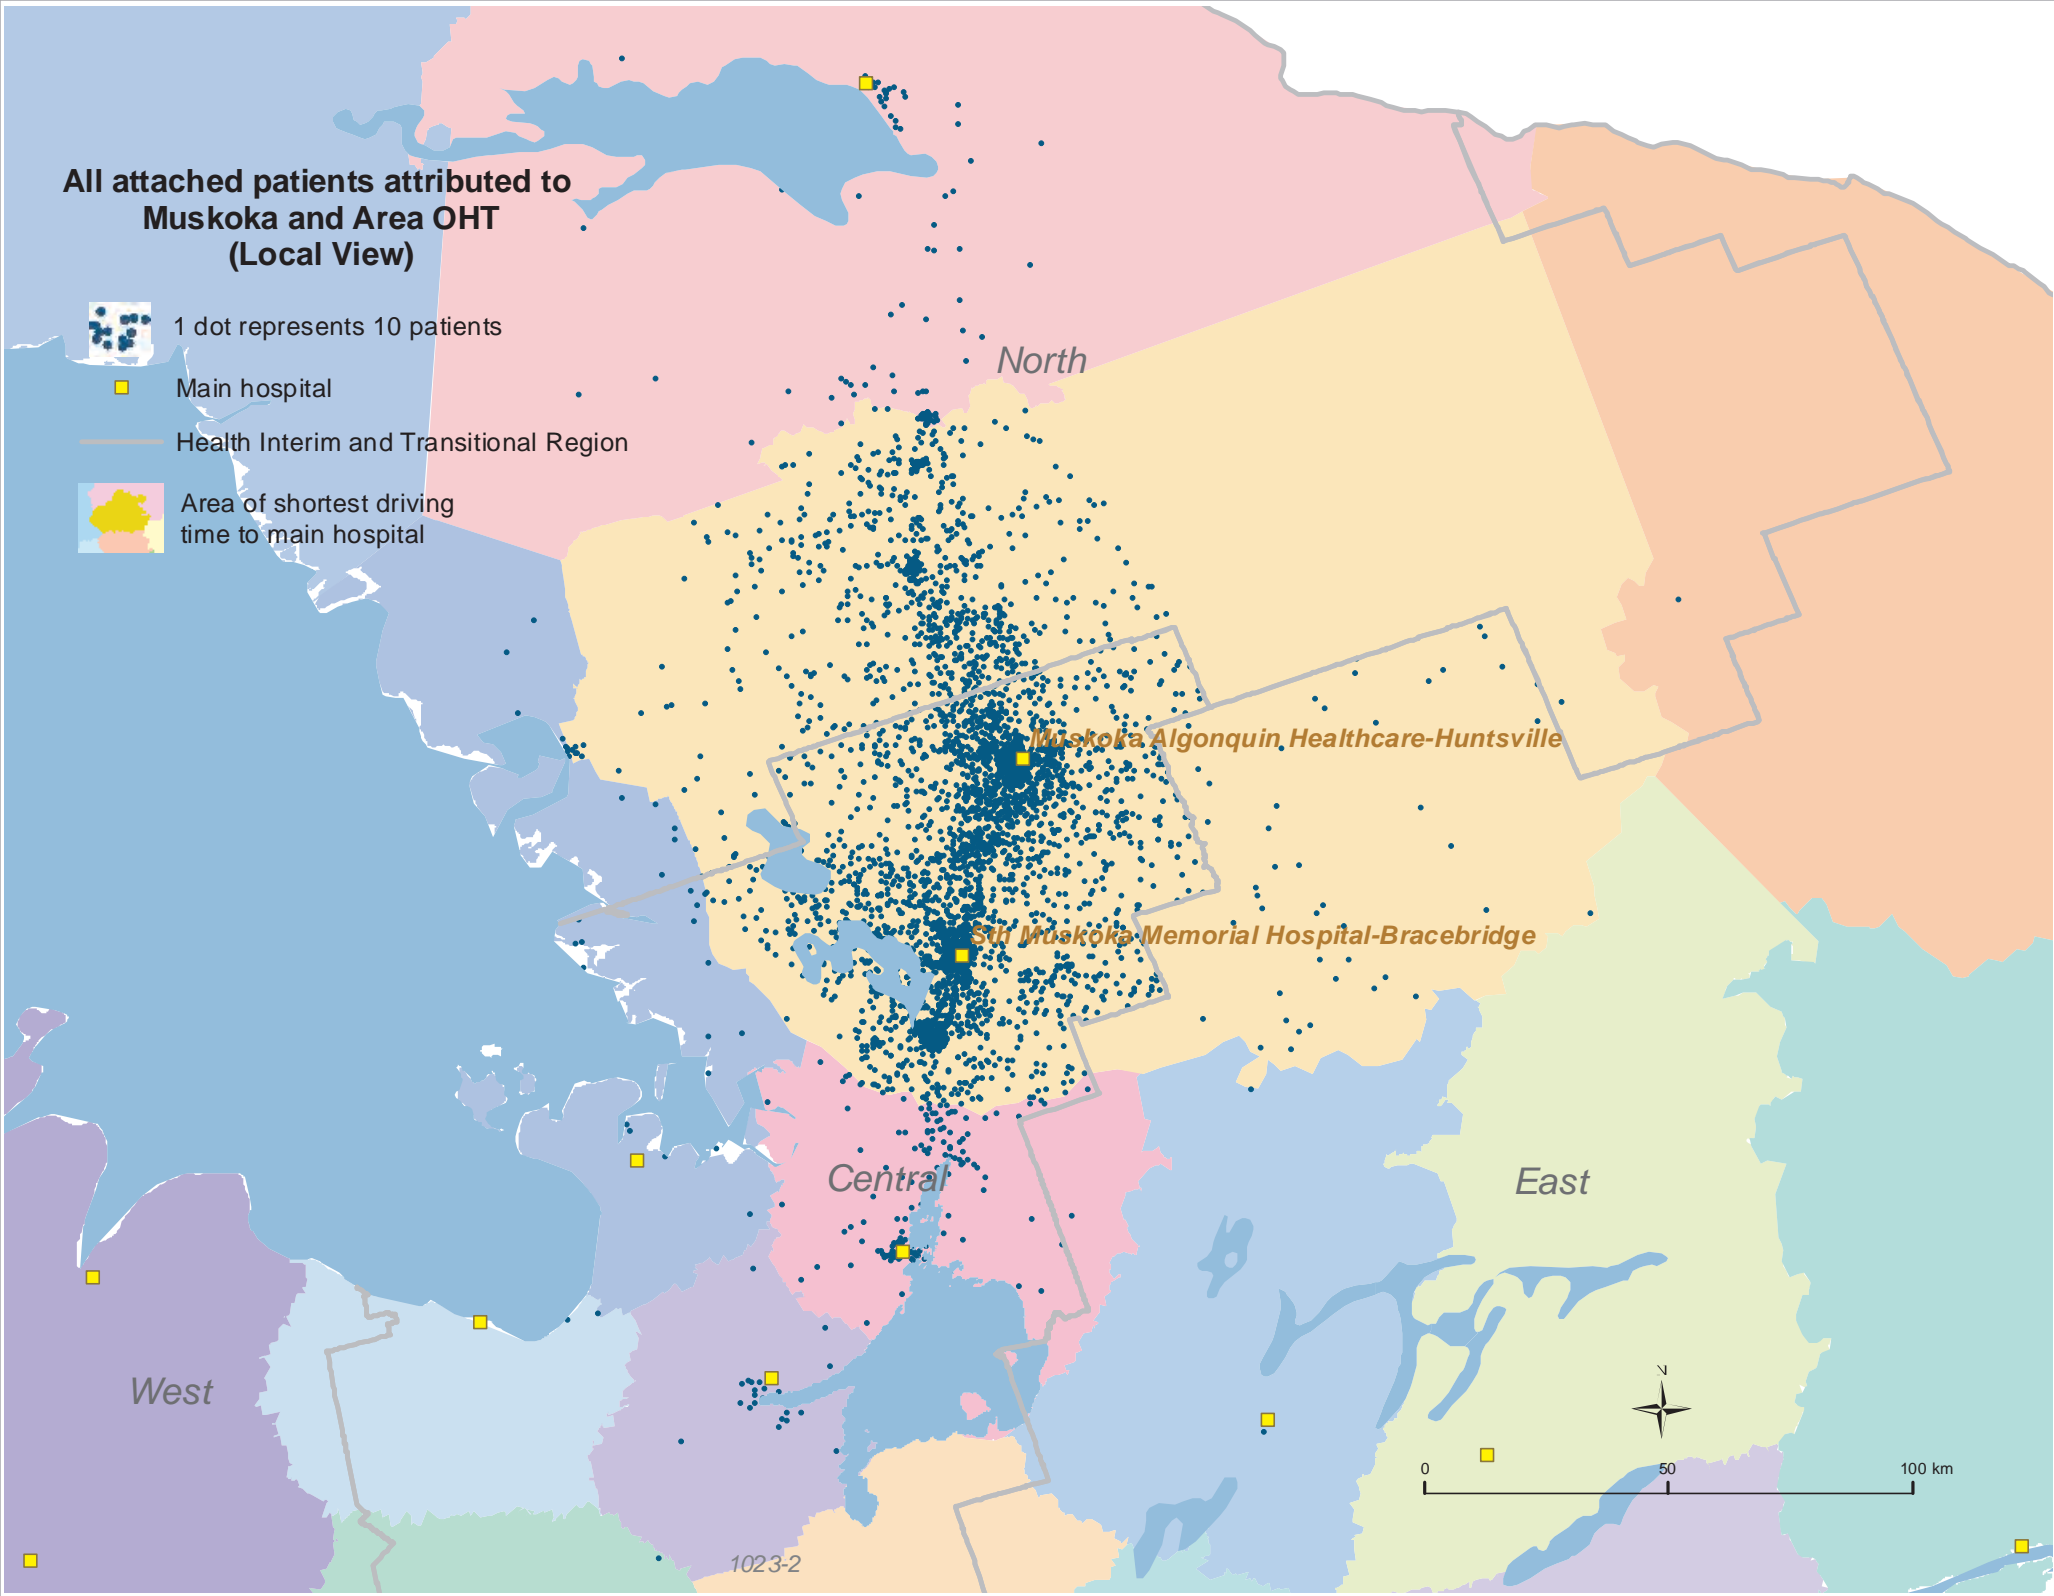 All attached patients attributed to
Muskoka and Area OHT
(Local View)
1 dot represents 10 patients
Main hospital
Health Interim and Transitional Region
Area of shortest driving
time to main hospital
North
Muskoka Algonquin Healthcare-Huntsville
Sth Muskoka Memorial Hospital-Bracebridge
Central
East
West
N
0 50 100 km
1023-2